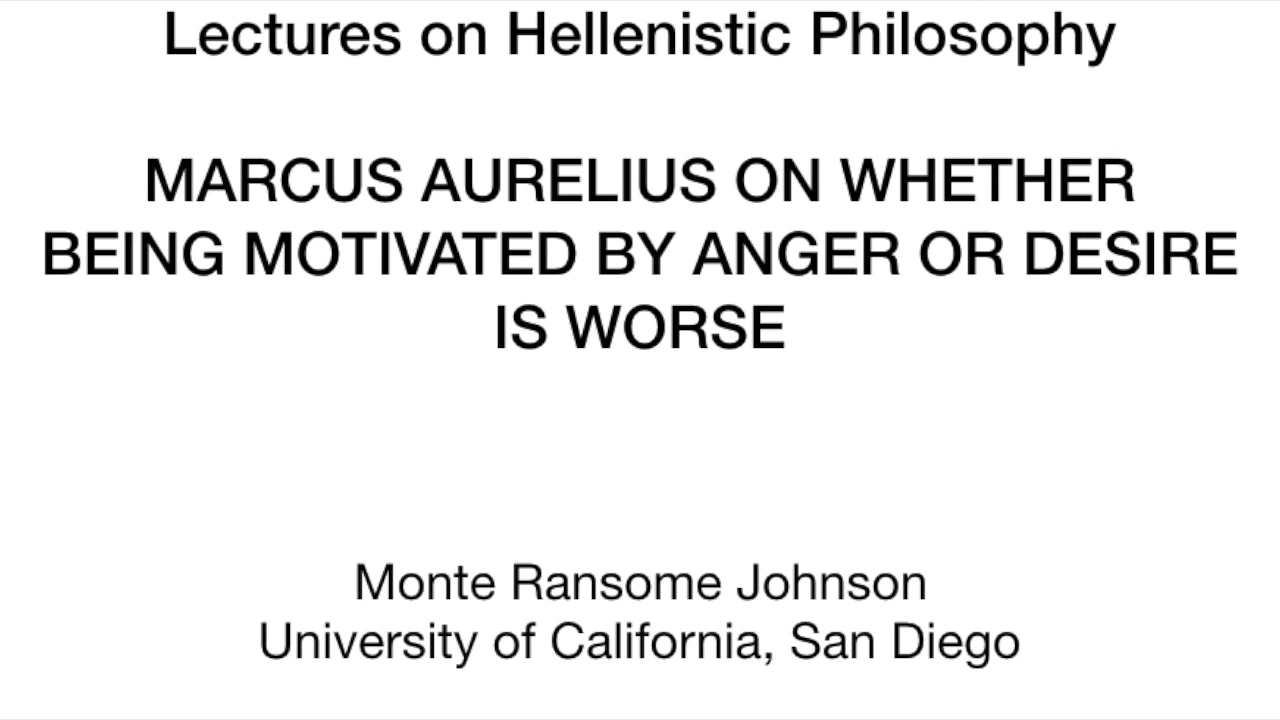 Lectures on Hellenistic Philosophy
MARCUS AURELIUS ON WHETHER
BEING MOTIVATED BY ANGER OR DESIRE
IS WORSE
Monte Ransome Johnson
University of California, San Diego